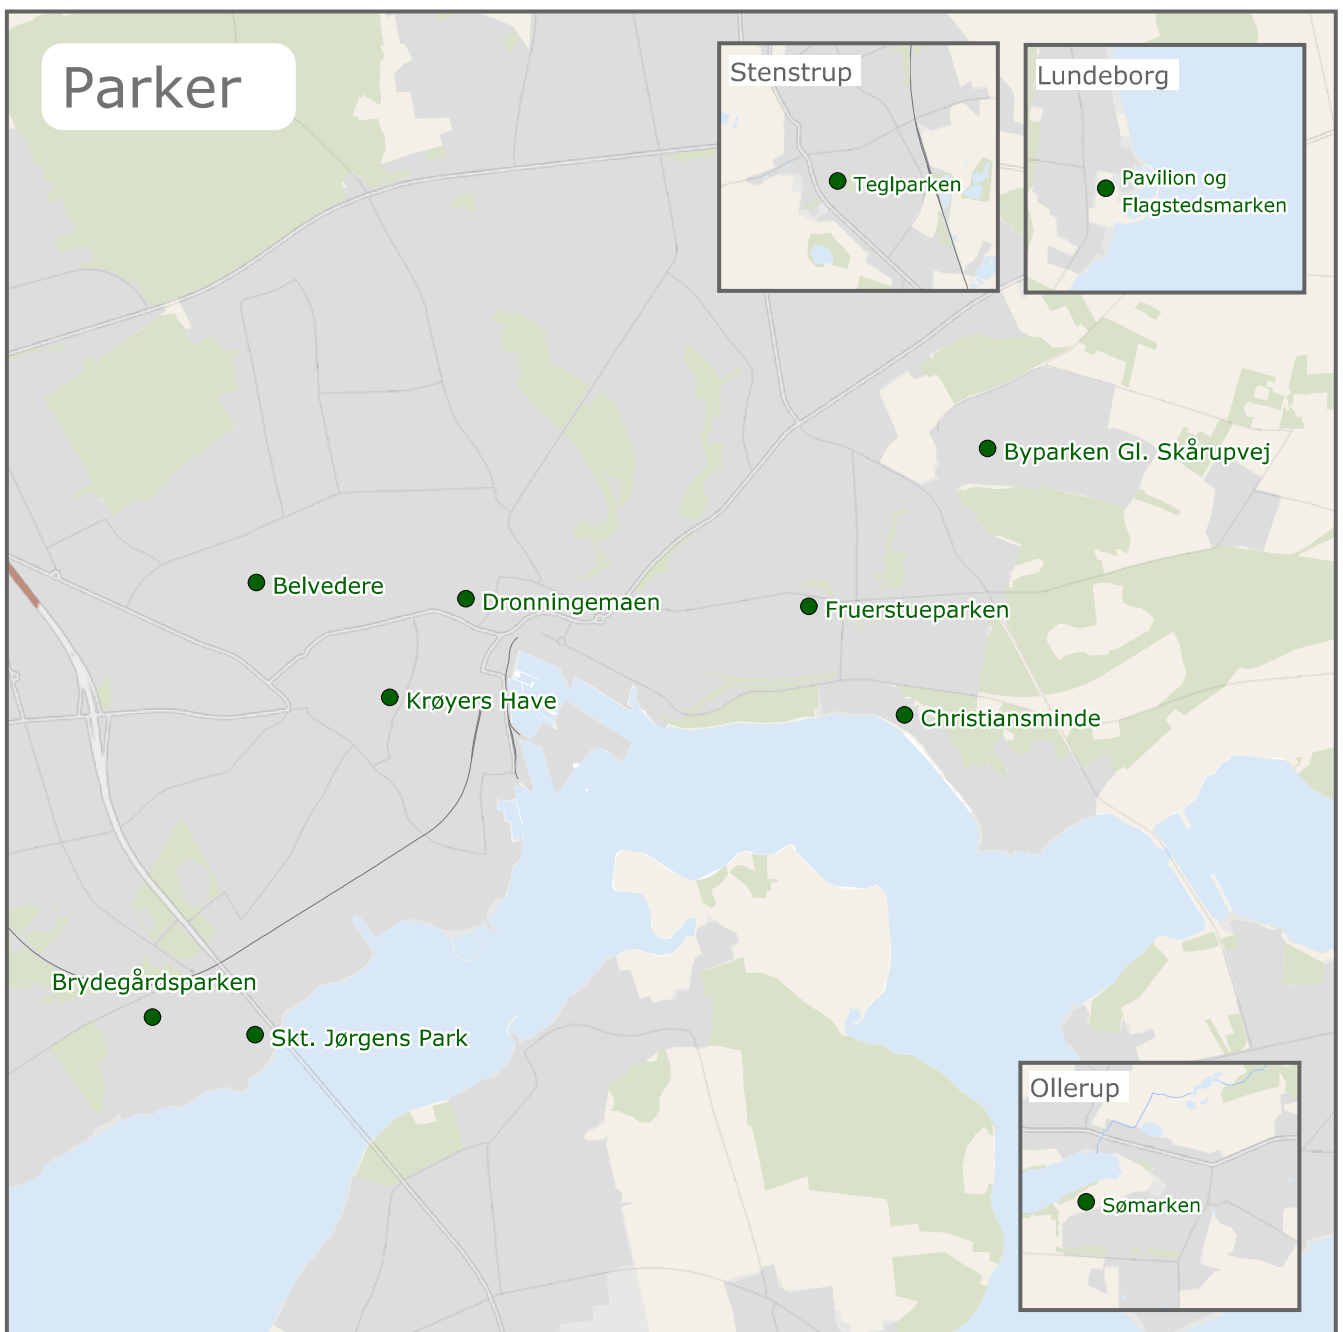 Parker
Stenstrup
Teglparken
Lundeborg
Pavilion og
Flagstedsmarken
Byparken Gl. Skårupvej
Belvedere
Dronningemaen
Fruerstueparken
Krøyers Have
Christiansminde
Brydegårdsparken
Skt. Jørgens Park
Ollerup
Sømarken